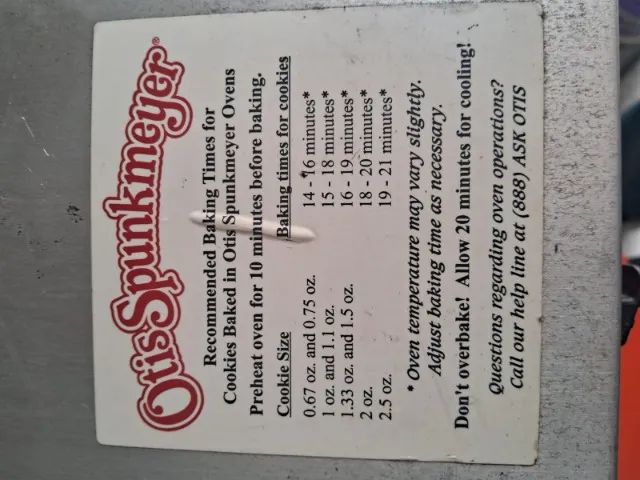 Otis Spunkmeyer®
Recommended Baking Times for
Cookies Baked in Otis Spunkmeyer Ovens
Preheat oven for 10 minutes before baking.
Cookie Size Baking times for cookies
0.67 oz. and 0.75 oz. 14 - 16 minutes*
1 oz. and 1.1 oz. 15 - 18 minutes*
1.33 oz. and 1.5 oz. 16 - 19 minutes*
2 oz. 18 - 20 minutes*
2.5 oz. 19 - 21 minutes*
* Oven temperature may vary slightly.
Adjust baking time as necessary.
Don't overbake! Allow 20 minutes for cooling!
Questions regarding oven operations?
Call our help line at (888) ASK OTIS